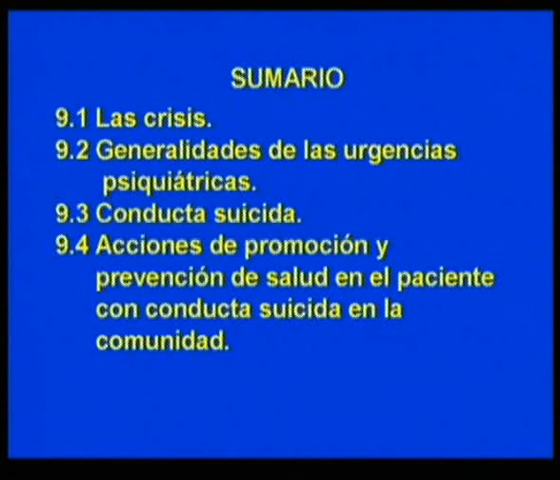 SUMARIO
9.1 Las crisis.
9.2 Generalidades de las urgencias
psiquiátricas.
9.3 Conducta suicida.
9.4 Acciones de promoción y
prevención de salud en el paciente
con conducta suicida en la
comunidad.